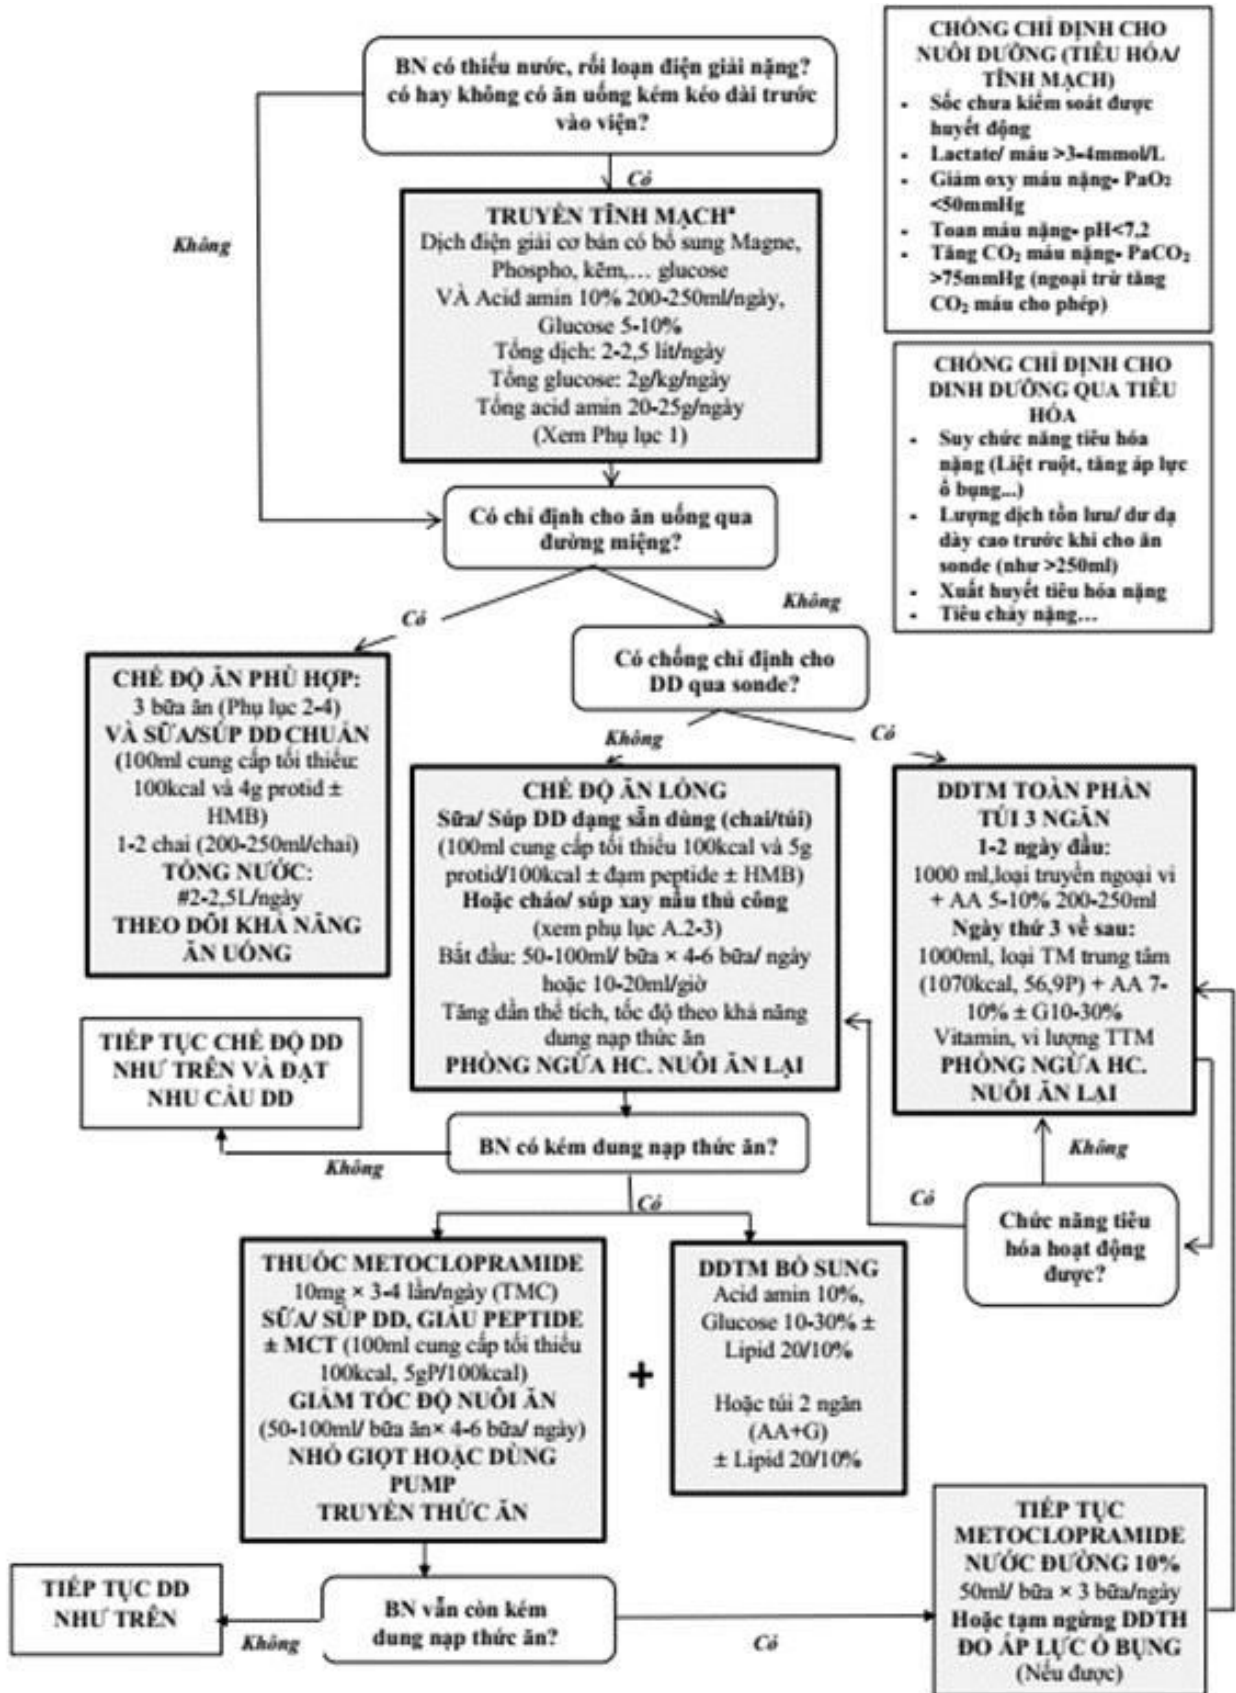 BN có thiếu nước, rối loạn điện giải nặng?
có hay không có ăn uống kém kéo dài trước
vào viện?
Không
Có
TRUYỀN TĨNH MẠCHª
Dịch điện giải cơ bản có bổ sung Magne,
Phospho, kẽm,… glucose
VÀ Acid amin 10% 200-250ml/ngày,
Glucose 5-10%
Tổng dịch: 2-2,5 lít/ngày
Tổng glucose: 2g/kg/ngày
Tổng acid amin 20-25g/ngày
(Xem Phụ lục 1)
CHỐNG CHỈ ĐỊNH CHO
NUÔI DƯỠNG (TIÊU HÓA/
TĨNH MẠCH)
- Sốc chưa kiểm soát được
huyết động
- Lactate/ máu >3-4mmol/L
- Giảm oxy máu nặng- PaO₂
<50mmHg
- Toan máu nặng- pH<7,2
- Tăng CO₂ máu nặng- PaCO₂
>75mmHg (ngoại trừ tăng
CO₂ máu cho phép)
CHỐNG CHỈ ĐỊNH CHO
DINH DƯỠNG QUA TIÊU
HÓA
- Suy chức năng tiêu hóa
nặng (Liệt ruột, tăng áp lực
ổ bụng...)
- Lượng dịch tồn lưu/ dư dạ
dày cao trước khi cho ăn
sonde (như >250ml)
- Xuất huyết tiêu hóa nặng
- Tiêu chảy nặng…
Có chỉ định cho ăn uống qua
đường miệng?
Có
Không
CHẾ ĐỘ ĂN PHÙ HỢP:
3 bữa ăn (Phụ lục 2-4)
VÀ SỮA/SÚP DD CHUẨN
(100ml cung cấp tối thiểu:
100kcal và 4g protid ±
HMB)
1-2 chai (200-250ml/chai)
TỔNG NƯỚC:
#2-2,5L/ngày
THEO DÕI KHẢ NĂNG
ĂN UỐNG
Có chống chỉ định cho
DD qua sonde?
Không
Có
CHẾ ĐỘ ĂN LỎNG
Sữa/ Súp DD dạng sẵn dùng (chai/túi)
(100ml cung cấp tối thiểu 100kcal và 5g
protid/100kcal ± đạm peptide ± HMB)
Hoặc cháo/ súp xay nấu thủ công
(xem phụ lục A.2-3)
Bắt đầu: 50-100ml/ bữa × 4-6 bữa/ ngày
hoặc 10-20ml/giờ
Tăng dần thể tích, tốc độ theo khả năng
dung nạp thức ăn
PHÒNG NGỪA HC. NUÔI ĂN LẠI
DDTM TOÀN PHẦN
TÚI 3 NGĂN
1-2 ngày đầu:
1000 ml,loại truyền ngoại vi
+ AA 5-10% 200-250ml
Ngày thứ 3 về sau:
1000ml, loại TM trung tâm
(1070kcal, 56,9P) + AA 7-
10% ± G10-30%
Vitamin, vi lượng TTM
PHÒNG NGỪA HC.
NUÔI ĂN LẠI
TIẾP TỤC CHẾ ĐỘ DD
NHƯ TRÊN VÀ ĐẠT
NHU CẦU DD
Không
BN có kém dung nạp thức ăn?
Có
Có
Không
Chức năng tiêu
hóa hoạt động
được?
THUỐC METOCLOPRAMIDE
10mg × 3-4 lần/ngày (TMC)
SỮA/ SÚP DD, GIÀU PEPTIDE
± MCT (100ml cung cấp tối thiểu
100kcal, 5gP/100kcal)
GIẢM TỐC ĐỘ NUÔI ĂN
(50-100ml/ bữa ăn× 4-6 bữa/ ngày)
NHỎ GIỌT HOẶC DÙNG
PUMP
TRUYỀN THỨC ĂN
+
DDTM BỔ SUNG
Acid amin 10%,
Glucose 10-30% ±
Lipid 20/10%
Hoặc túi 2 ngăn
(AA+G)
± Lipid 20/10%
TIẾP TỤC DD
NHƯ TRÊN
Không
BN vẫn còn kém
dung nạp thức ăn?
Có
TIẾP TỤC
METOCLOPRAMIDE
NƯỚC ĐƯỜNG 10%
50ml/ bữa × 3 bữa/ngày
Hoặc tạm ngừng DDTH
ĐO ÁP LỰC Ổ BỤNG
(Nếu được)